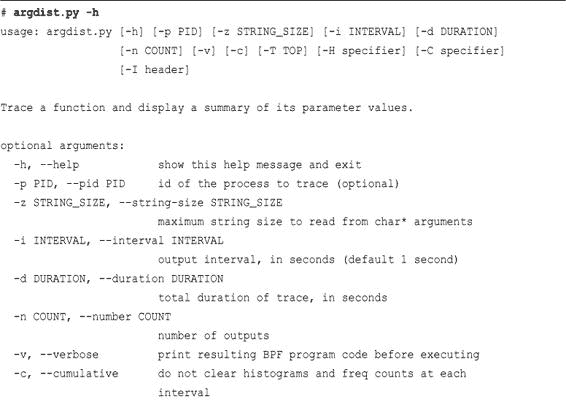 # argdist.py -h
usage: argdist.py [-h] [-p PID] [-z STRING_SIZE] [-i INTERVAL] [-d DURATION]
                  [-n COUNT] [-v] [-c] [-T TOP] [-H specifier] [-C specifier]
                  [-I header]

Trace a function and display a summary of its parameter values.

optional arguments:
  -h, --help            show this help message and exit
  -p PID, --pid PID     id of the process to trace (optional)
  -z STRING_SIZE, --string-size STRING_SIZE
                        maximum string size to read from char* arguments
  -i INTERVAL, --interval INTERVAL
                        output interval, in seconds (default 1 second)
  -d DURATION, --duration DURATION
                        total duration of trace, in seconds
  -n COUNT, --number COUNT
                        number of outputs
  -v, --verbose         print resulting BPF program code before executing
  -c, --cumulative      do not clear histograms and freq counts at each
                        interval